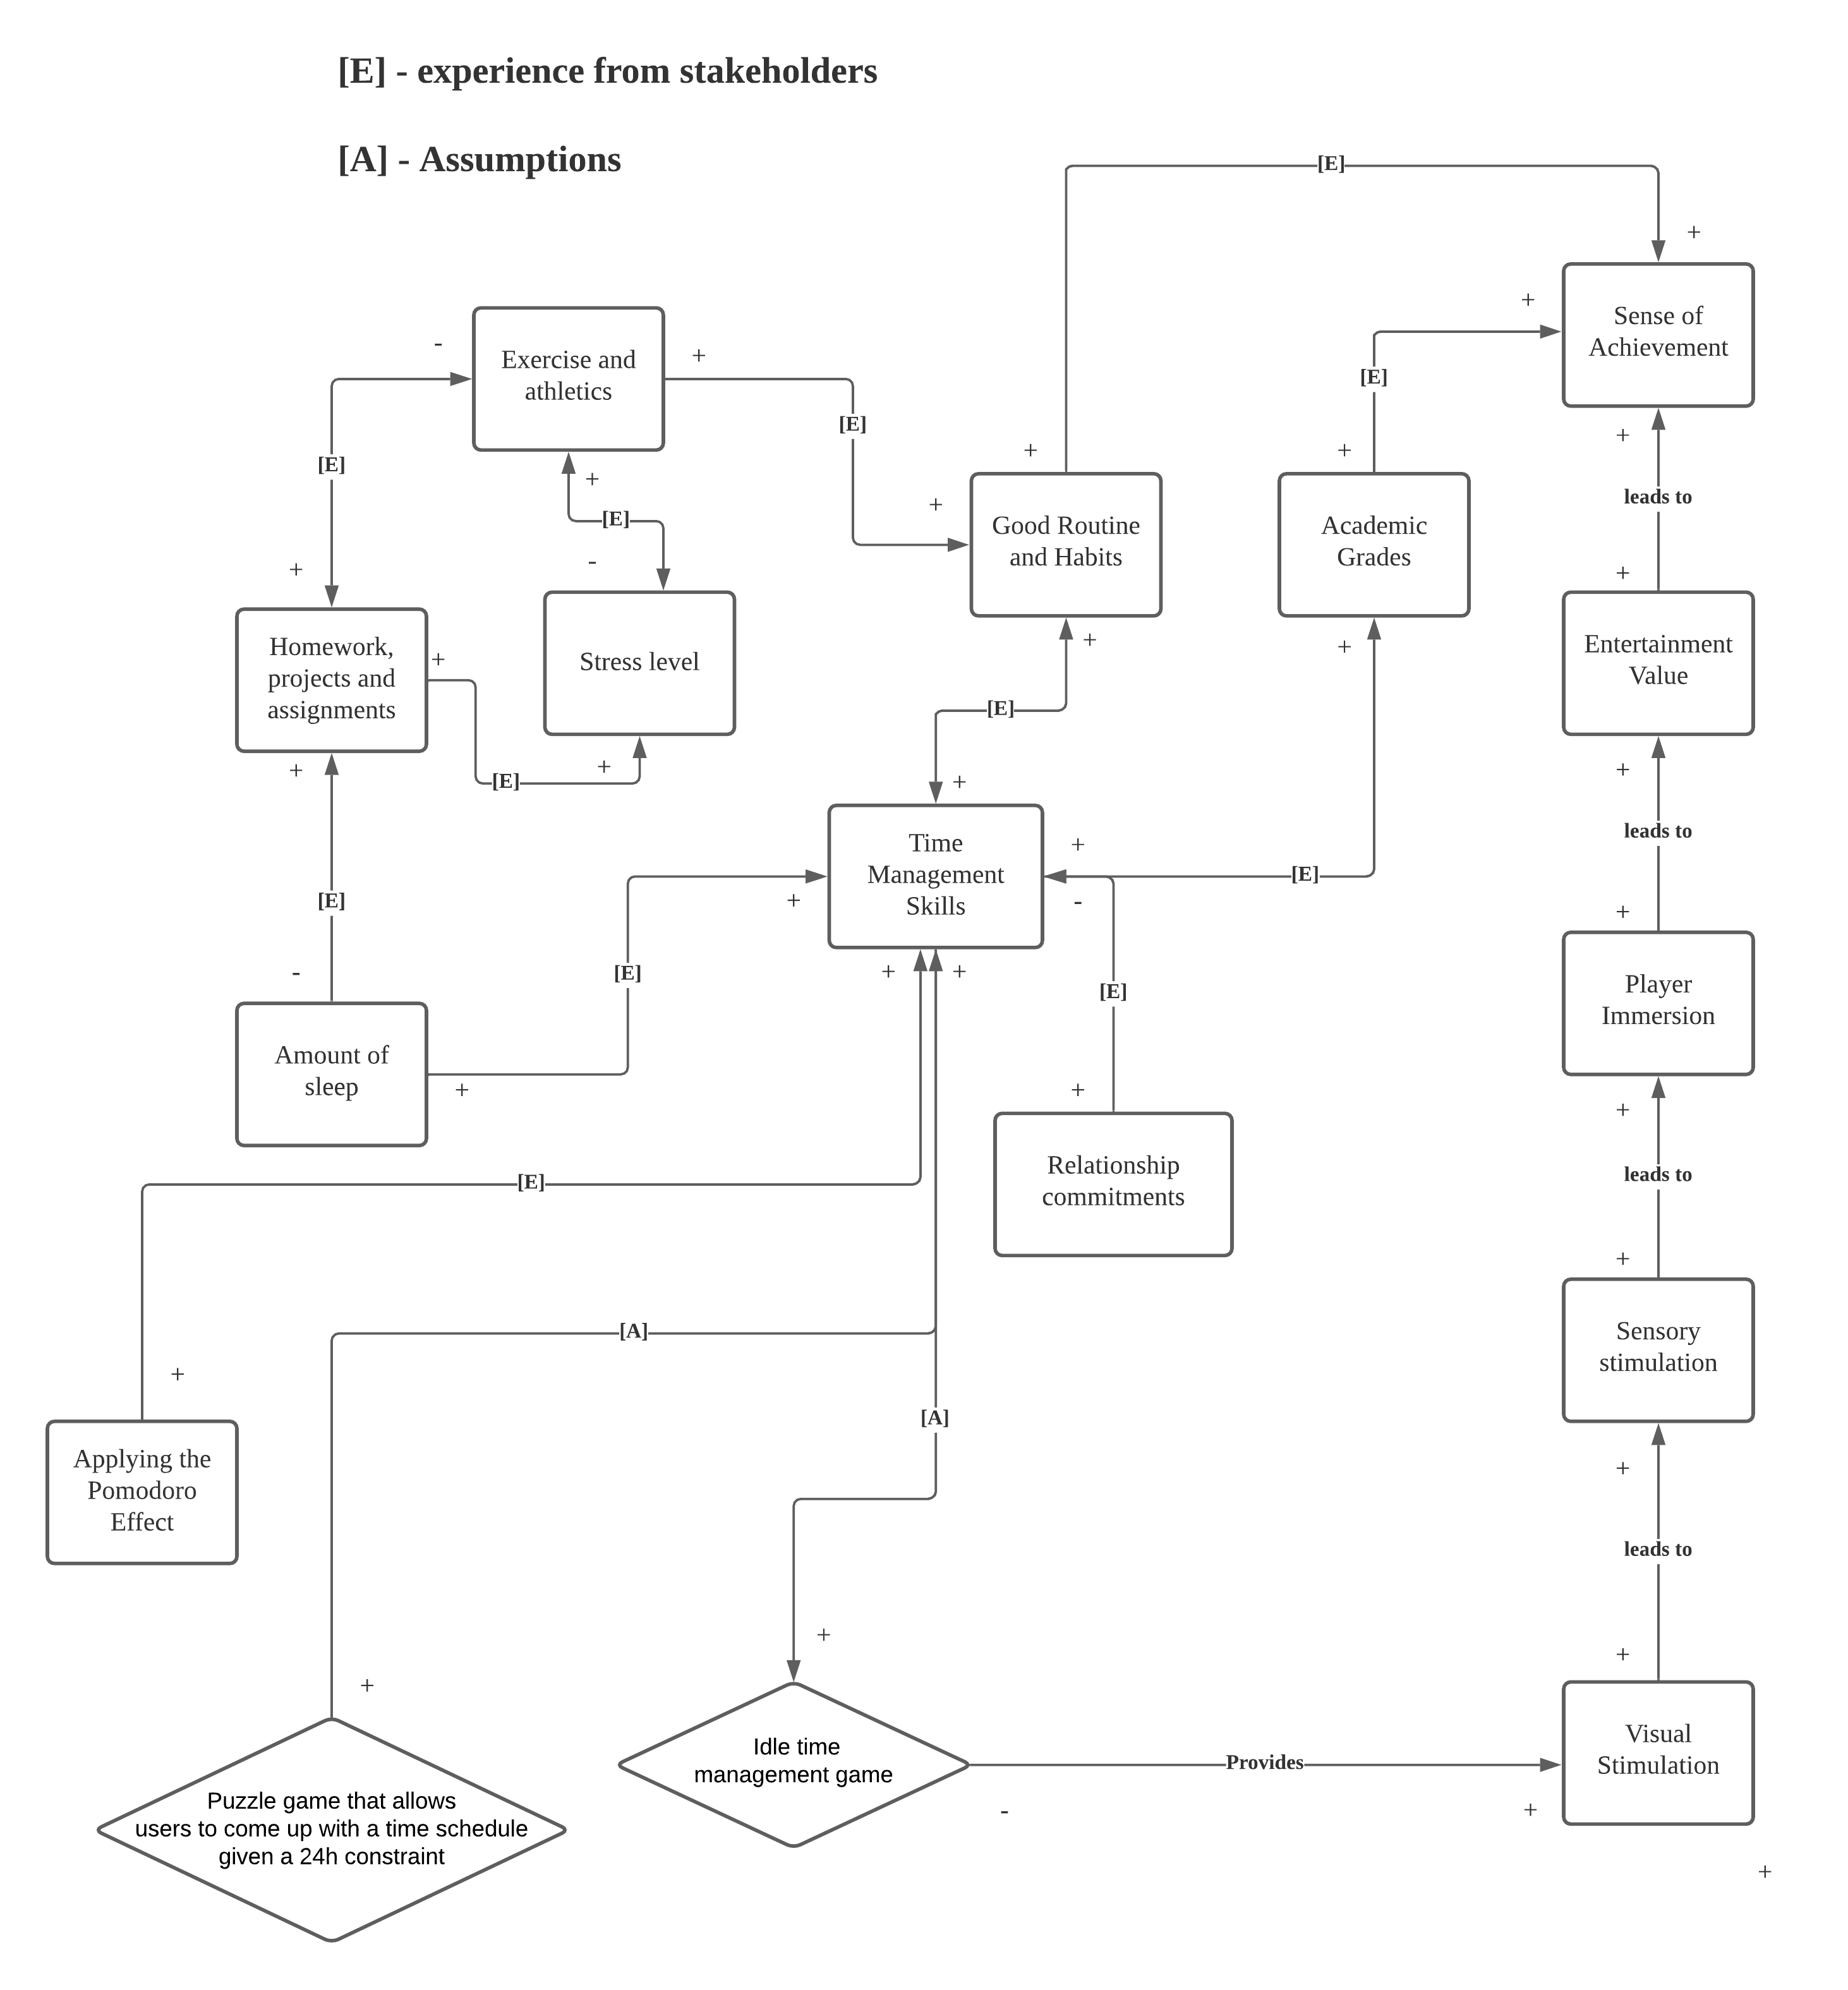 [E] - experience from stakeholders
[A] - Assumptions
[E]
+
Sense of
Achievement
+
[E]
+
-
Exercise and
athletics
+
[E]
[E]
+
+
leads to
+
[E]
-
+
+
Good Routine
and Habits
Academic
Grades
+
+
Entertainment
Value
+
Homework,
projects and
assignments
+
Stress level
+
[E]
+
[E]
+
+
+
leads to
Time
Management
Skills
+
-
[E]
+
[E]
-
[E]
+
+
[E]
+
Player
Immersion
Amount of
sleep
+
+
Relationship
commitments
+
leads to
[E]
+
Sensory
stimulation
[A]
+
[A]
Applying the
Pomodoro
Effect
+
leads to
+
+
+
Puzzle game that allows
users to come up with a time schedule
given a 24h constraint
Idle time
management game
-
Provides
+
Visual
Stimulation
+